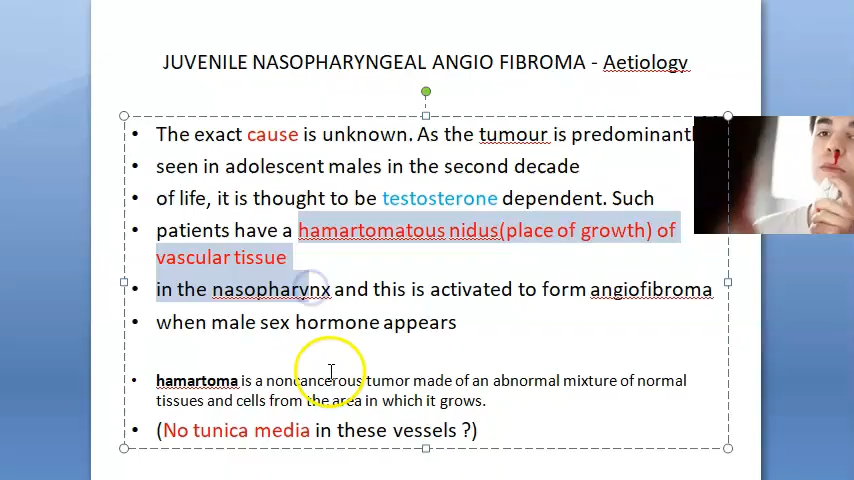 JUVENILE NASOPHARYNGEAL ANGIO FIBROMA - Aetiology
• The exact cause is unknown. As the tumour is predominantl
• seen in adolescent males in the second decade
• of life, it is thought to be testosterone dependent. Such
• patients have a hamartomatous nidus(place of growth) of
vascular tissue
• in the nasopharynx and this is activated to form angiofibroma
• when male sex hormone appears
• hamartoma is a noncancerous tumor made of an abnormal mixture of normal
tissues and cells from the area in which it grows.
• (No tunica media in these vessels ?)